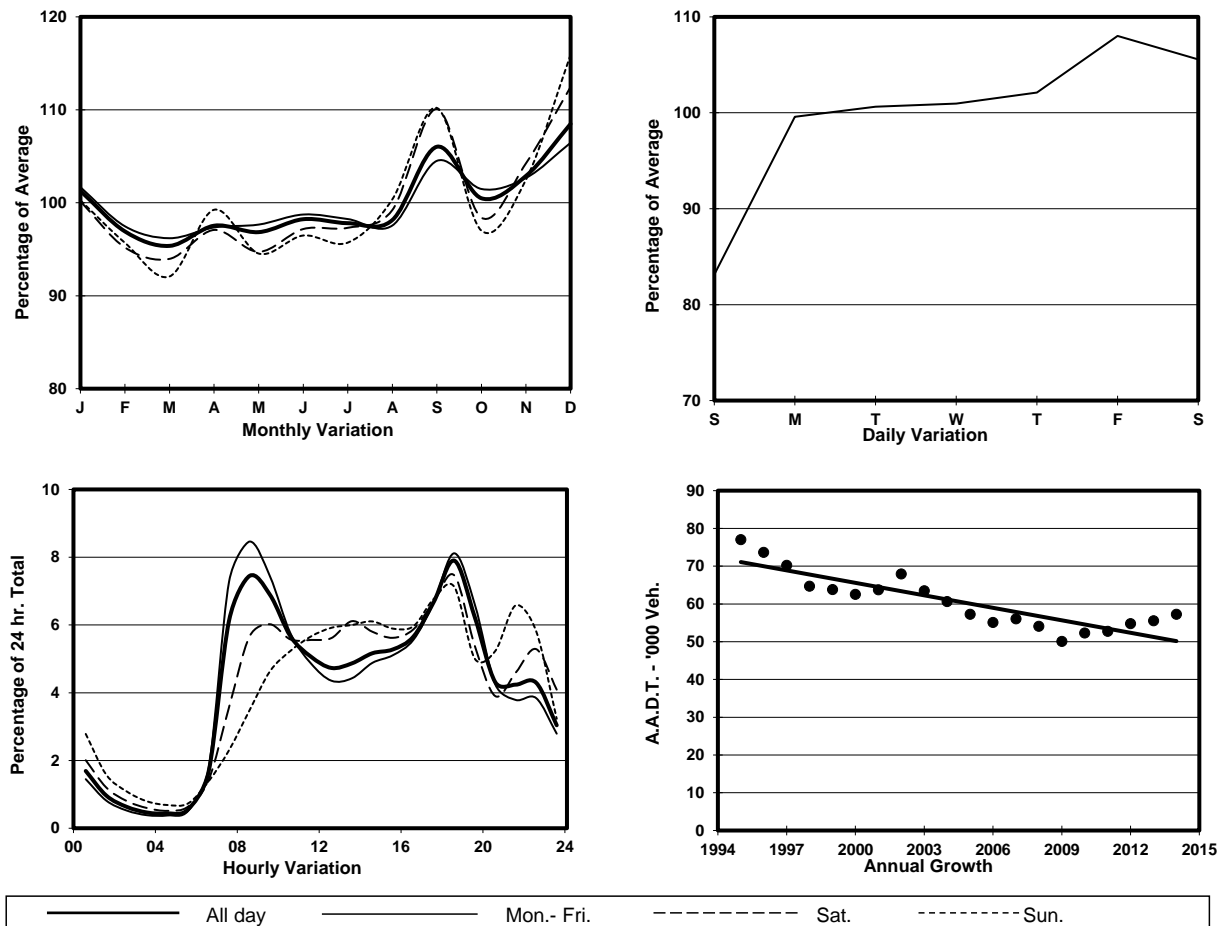 120
110
100
90
80
Percentage of Average
J F M A M J J A S O N D
Monthly Variation
110
100
90
80
70
Percentage of Average
S M T W T F S
Daily Variation
10
8
6
4
2
0
Percentage of 24 hr. Total
00 04 08 12 16 20 24
Hourly Variation
90
80
70
60
50
40
30
20
10
0
A.A.D.T. - '000 Veh.
1994 1997 2000 2003 2006 2009 2012 2015
Annual Growth
All day Mon.- Fri. Sat. Sun.